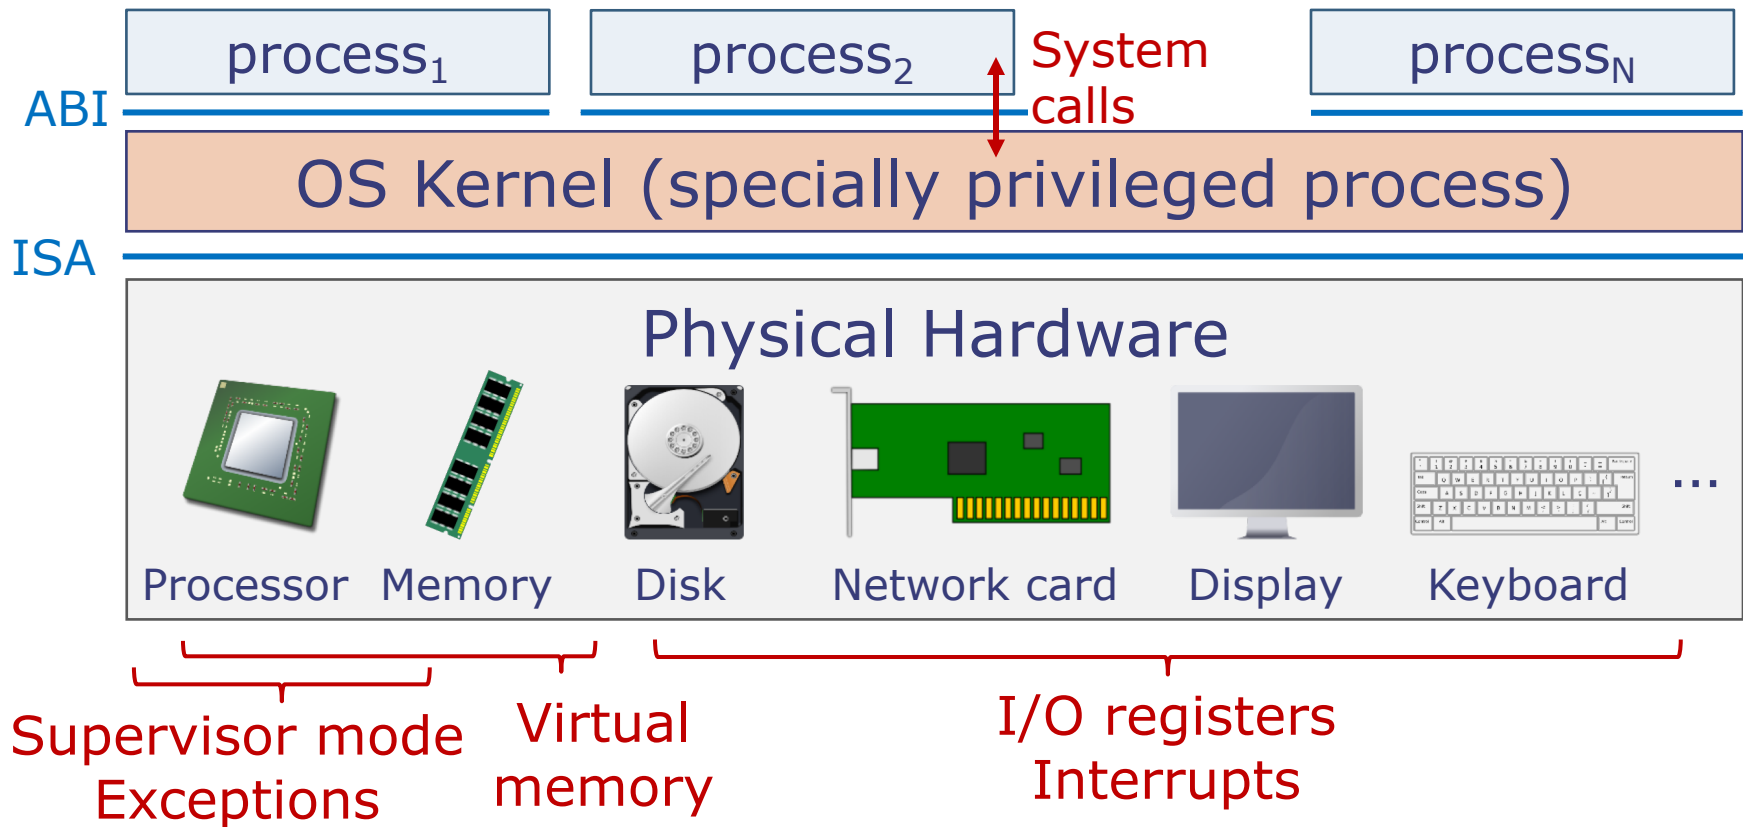 process₁
process₂
System
calls
process_N
ABI
OS Kernel (specially privileged process)
ISA
Physical Hardware
...
Processor
Memory
Disk
Network card
Display
Keyboard
Supervisor mode
Exceptions
Virtual
memory
I/O registers
Interrupts